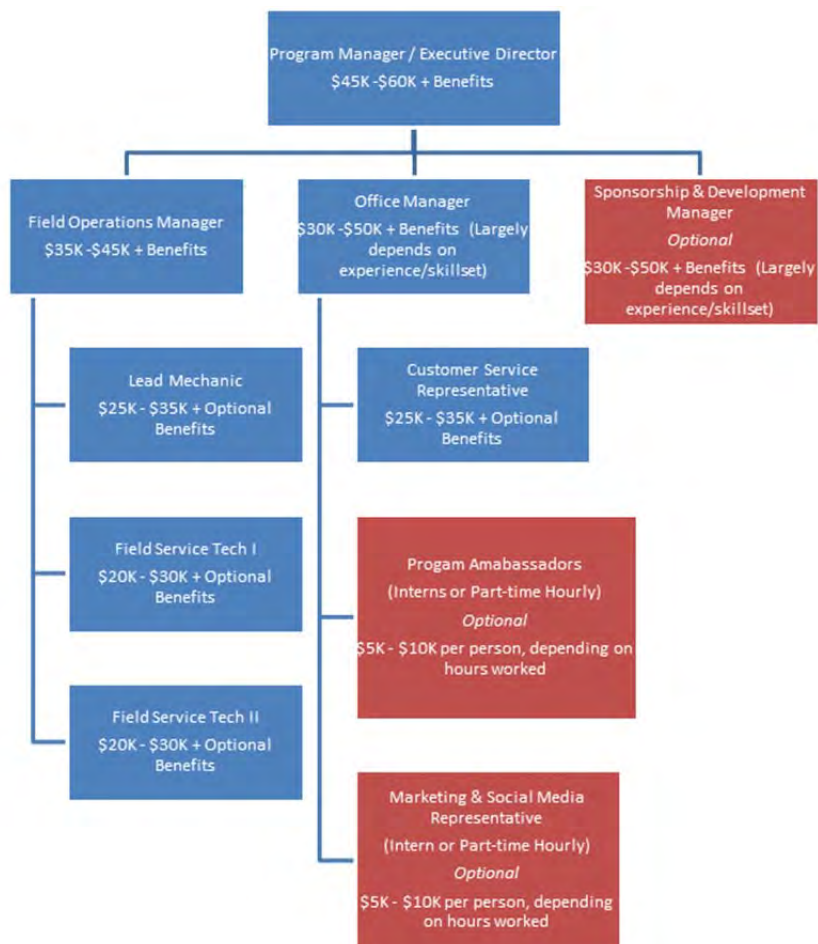 Program Manager / Executive Director
$45K -$60K + Benefits
Field Operations Manager
$35K -$45K + Benefits
Office Manager
$30K -$50K + Benefits (Largely
depends on
experience/skillset)
Sponsorship & Development
Manager
Optional
$30K -$50K + Benefits (Largely
depends on
experience/skillset)
Lead Mechanic
$25K - $35K + Optional
Benefits
Field Service Tech I
$20K - $30K + Optional
Benefits
Field Service Tech II
$20K - $30K + Optional
Benefits
Customer Service
Representative
$25K - $35K + Optional
Benefits
Progam Amabassadors
(Interns or Part-time Hourly)
Optional
$5K - $10K per person, depending on
hours worked
Marketing & Social Media
Representative
(Intern or Part-time Hourly)
Optional
$5K - $10K per person, depending
on hours worked